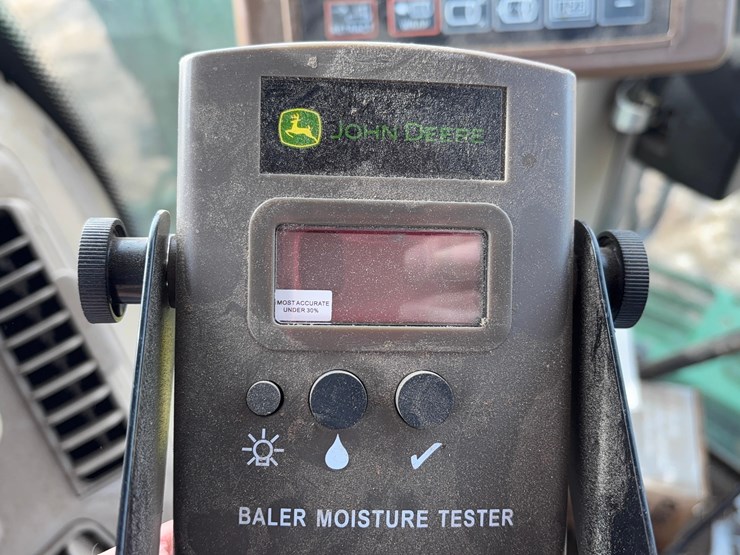 JOHN DEERE
MOST ACCURATE
UNDER 30%
BALER MOISTURE TESTER